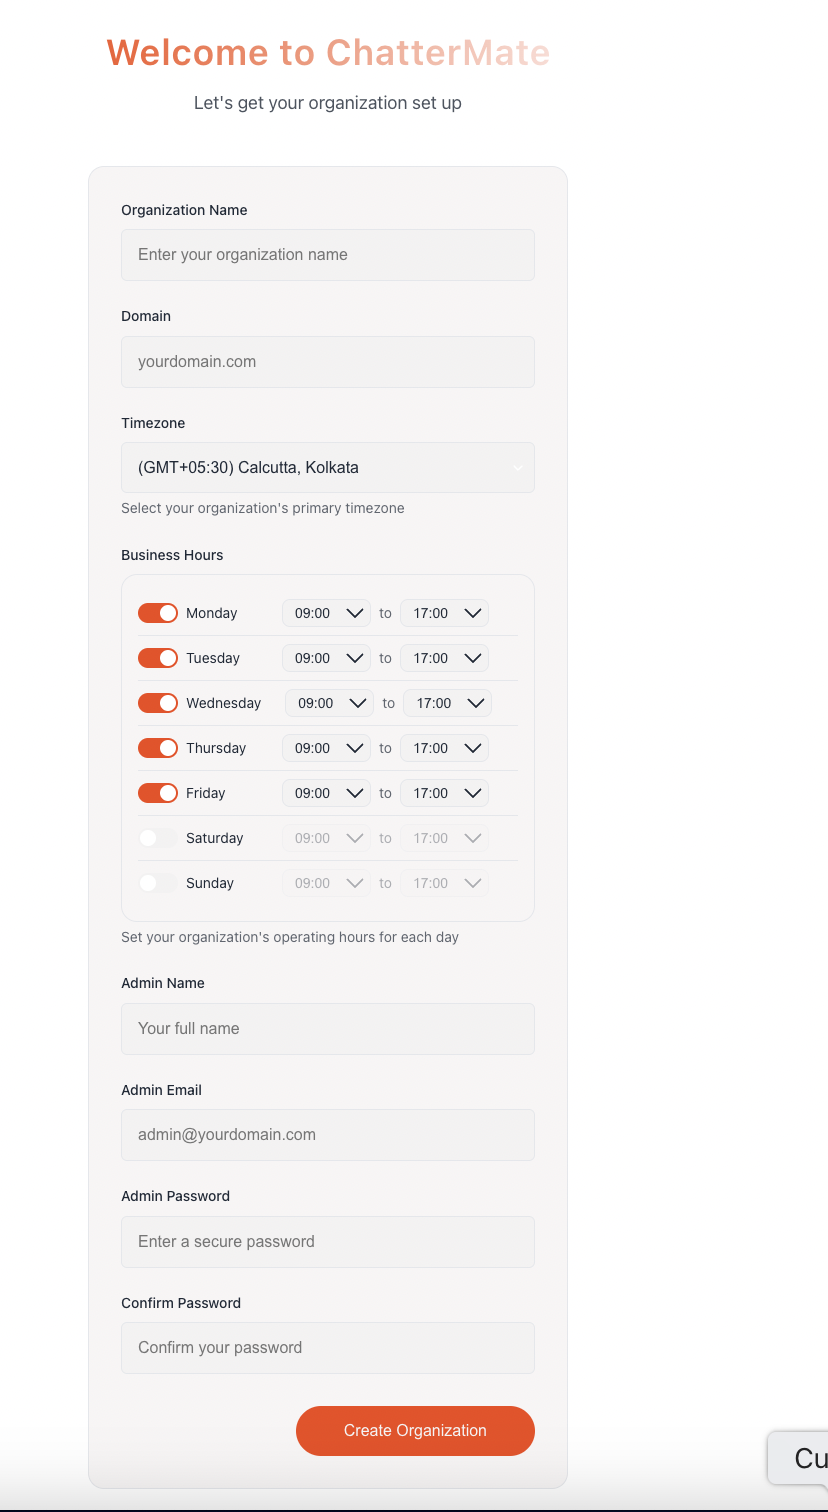 Welcome to ChatterMate
Let's get your organization set up
Organization Name
Enter your organization name
Domain
yourdomain.com
Timezone
(GMT+05:30) Calcutta, Kolkata
Select your organization's primary timezone
Business Hours
Monday 09:00 to 17:00
Tuesday 09:00 to 17:00
Wednesday 09:00 to 17:00
Thursday 09:00 to 17:00
Friday 09:00 to 17:00
Saturday 09:00 to 17:00
Sunday 09:00 to 17:00
Set your organization's operating hours for each day
Admin Name
Your full name
Admin Email
admin@yourdomain.com
Admin Password
Enter a secure password
Confirm Password
Confirm your password
Create Organization